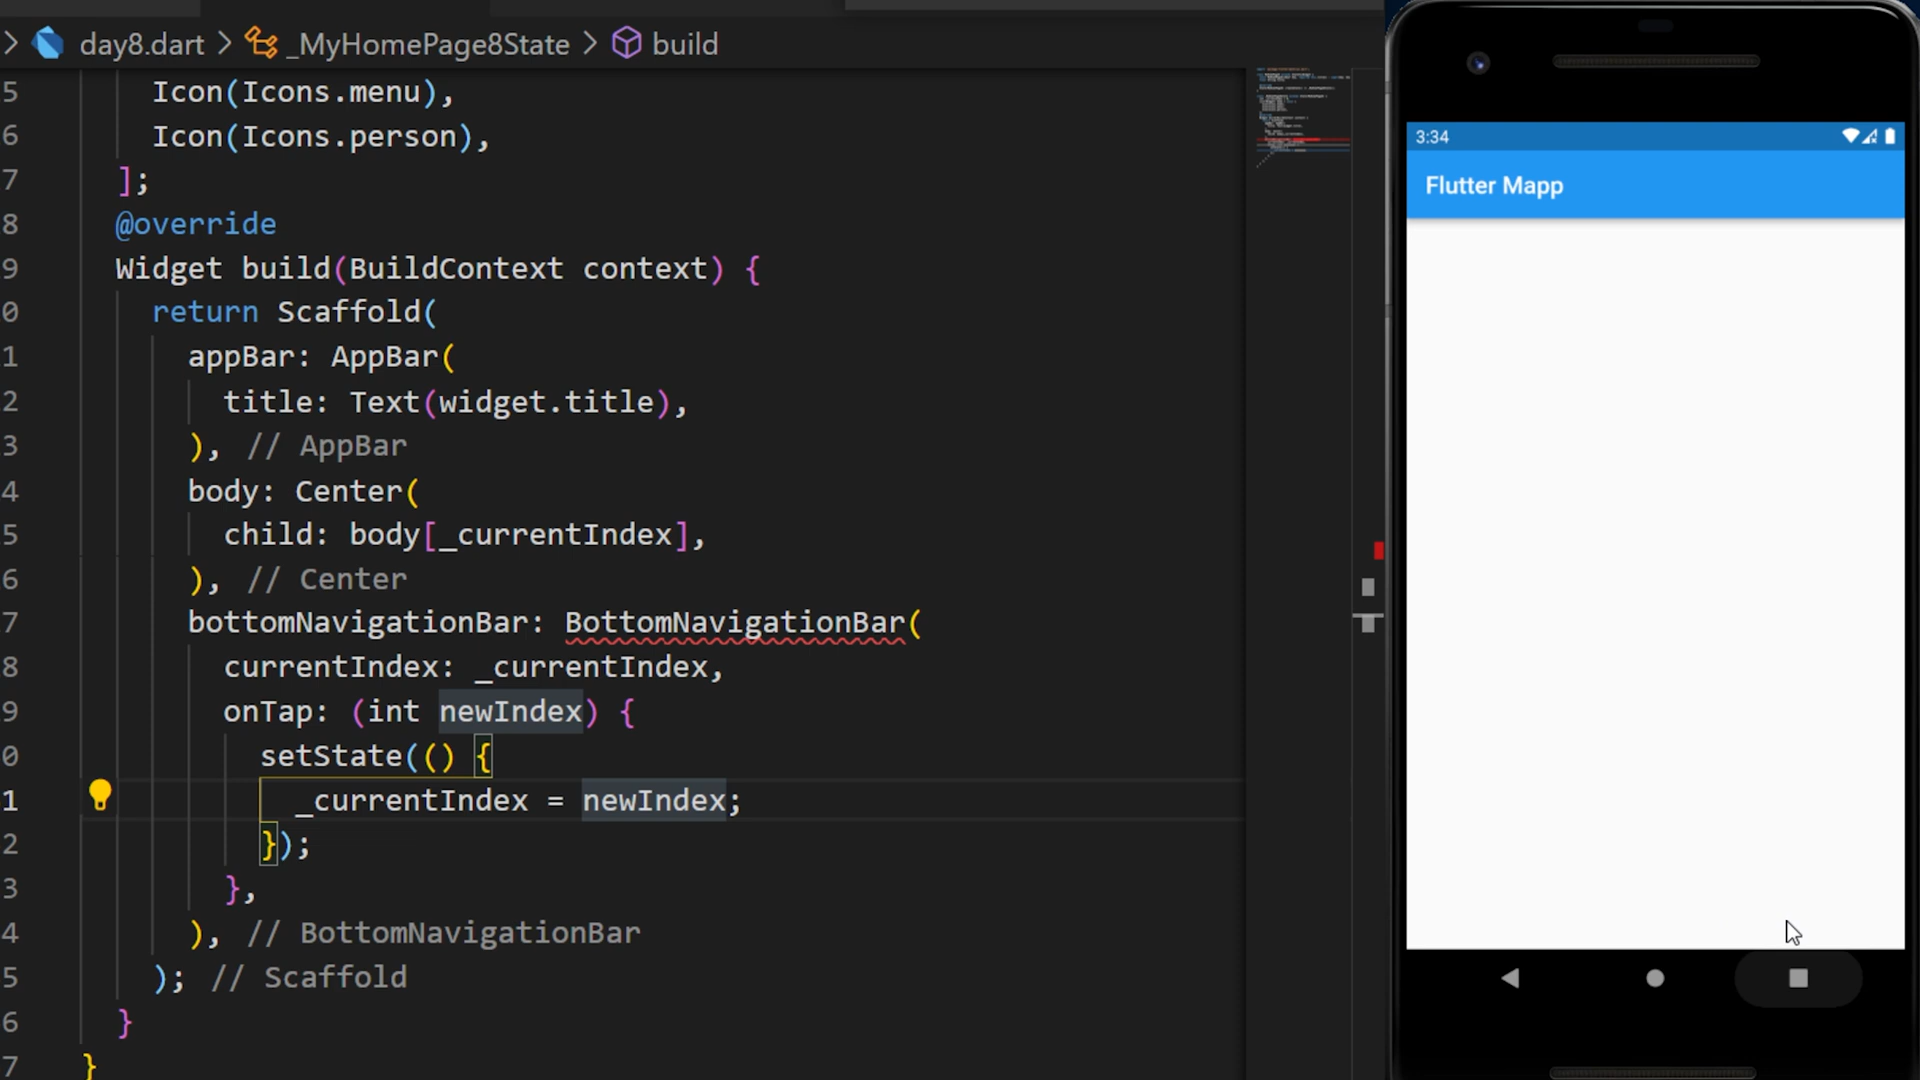 day8.dart
_MyHomePage8State
build
5 Icon(Icons.menu),
6 Icon(Icons.person),
7 ];
8 @override
9 Widget build(BuildContext context) {
0 return Scaffold(
1 appBar: AppBar(
2 title: Text(widget.title),
3 ), // AppBar
4 body: Center(
5 child: body[_currentIndex],
6 ), // Center
7 bottomNavigationBar: BottomNavigationBar(
8 currentIndex: _currentIndex,
9 onTap: (int newIndex) {
0 setState(() {
1 _currentIndex = newIndex;
2 });
3 },
4 ), // BottomNavigationBar
5 ); // Scaffold
6 }
7 }
3:34
Flutter Mapp